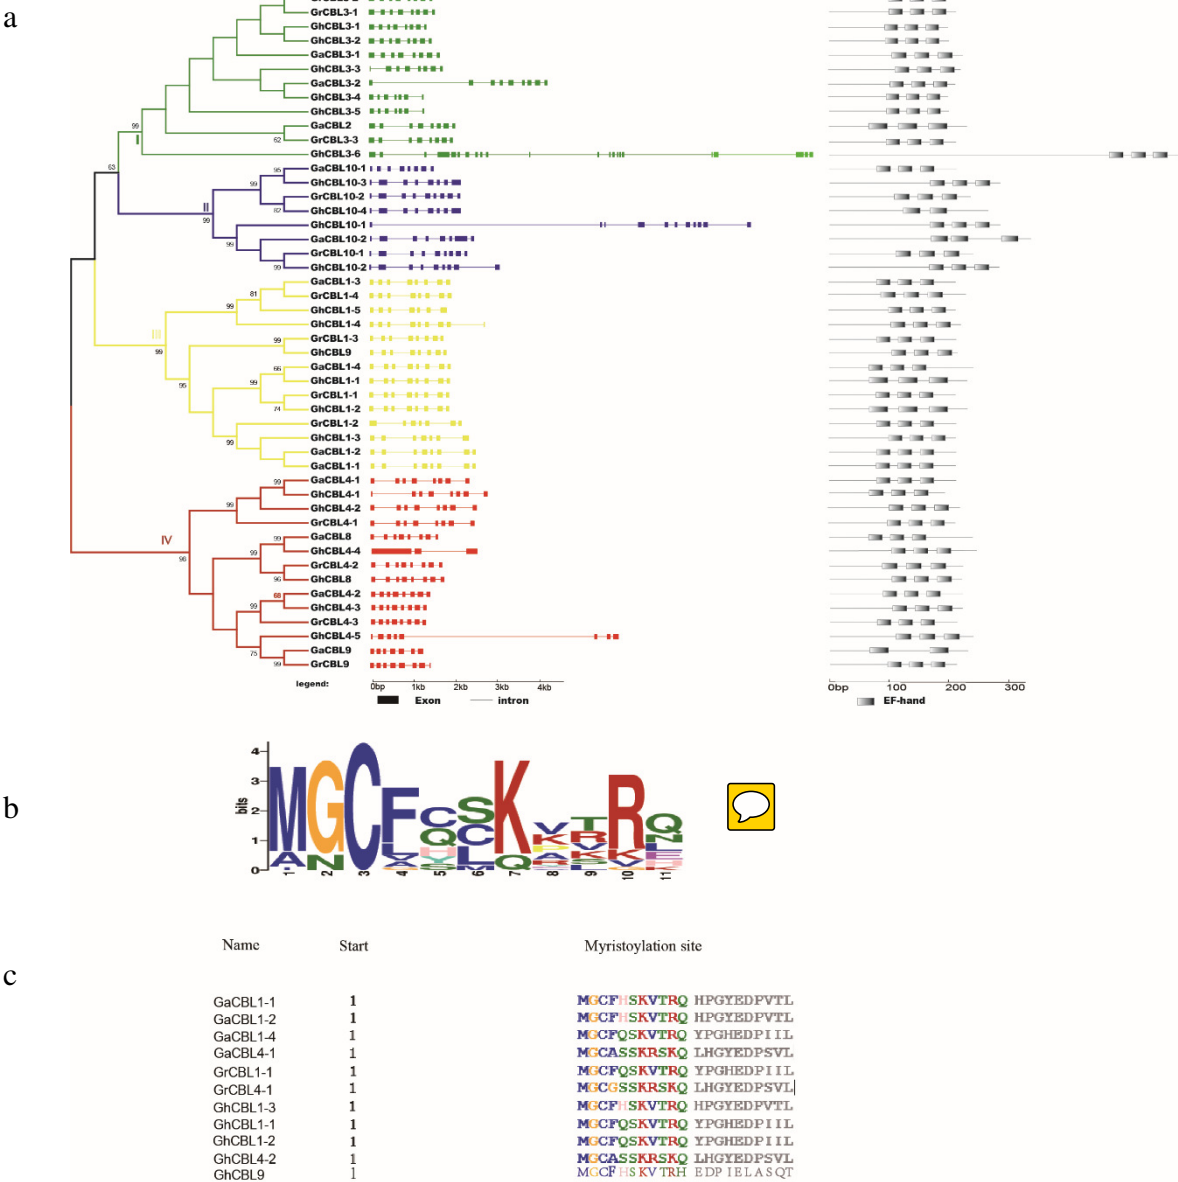 a
GrCBL3-1
GhCBL3-1
GhCBL3-2
GaCBL3-1
GhCBL3-3
GaCBL3-2
GhCBL3-4
GhCBL3-5
99
I
GaCBL2
62
GrCBL3-3
GhCBL3-6
63
95
GaCBL10-1
99
GhCBL10-3
GrCBL10-2
II
82
GhCBL10-4
99
GhCBL10-1
99
GaCBL10-2
GrCBL10-1
99
GhCBL10-2
GaCBL1-3
81
GrCBL1-4
99
GhCBL1-5
GhCBL1-4
III
99
GrCBL1-3
99
GhCBL9
66
GaCBL1-4
95
99
GhCBL1-1
GrCBL1-1
74
GhCBL1-2
GrCBL1-2
99
GhCBL1-3
GaCBL1-2
GaCBL1-1
99
GaCBL4-1
GhCBL4-1
99
GhCBL4-2
GrCBL4-1
IV
99
GaCBL8
99
GhCBL4-4
GrCBL4-2
96
GhCBL8
68
GaCBL4-2
99
GhCBL4-3
GrCBL4-3
GhCBL4-5
75
GaCBL9
99
GrCBL9
legend: 0bp 1kb 2kb 3kb 4kb 0bp 100 200 300
Exon intron EF-hand
b
bits
4
3
2
1
0
1 2 3 4 5 6 7 8 9 10 11
c
Name Start Myristoylation site
GaCBL1-1 1 MGCFHSKVTRQ HPGYEDPVTL
GaCBL1-2 1 MGCFHSKVTRQ HPGYEDPVTL
GaCBL1-4 1 MGCFQSKVTRQ YPGHEDPIIL
GaCBL4-1 1 MGCASSKRSKQ LHGYEDPSVL
GrCBL1-1 1 MGCFQSKVTRQ YPGHEDPIIL
GrCBL4-1 1 MGCGSSKRSKQ LHGYEDPSVL
GhCBL1-3 1 MGCFHSKVTRQ HPGYEDPVTL
GhCBL1-1 1 MGCFQSKVTRQ YPGHEDPIIL
GhCBL1-2 1 MGCFQSKVTRQ YPGHEDPIIL
GhCBL4-2 1 MGCASSKRSKQ LHGYEDPSVL
GhCBL9 1 MGCFHSKVTRH EDPIELASQT